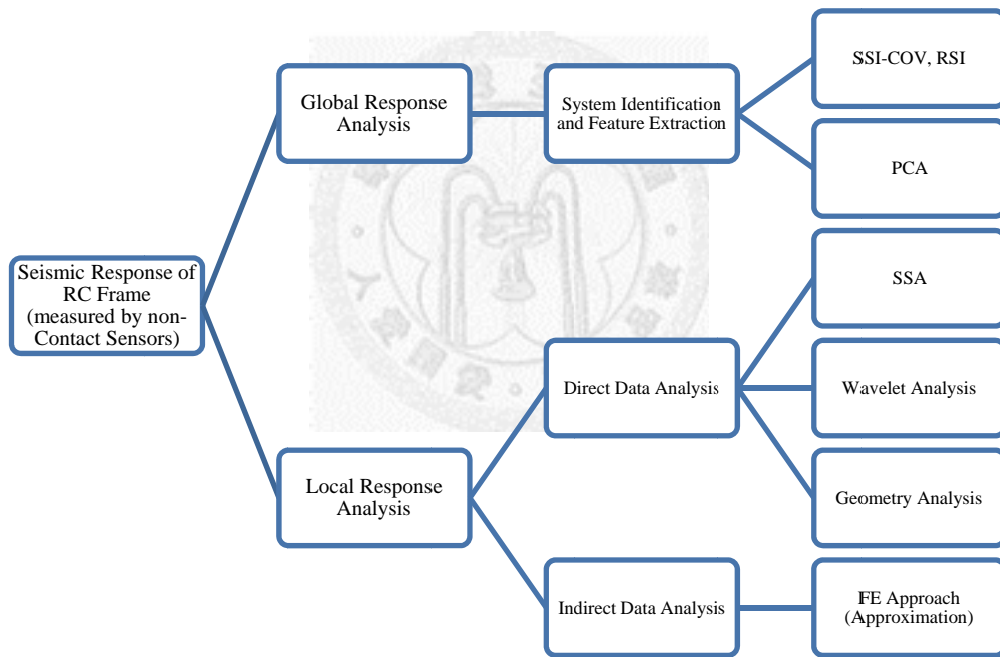 Seismic Response of
RC Frame
(measured by non-
Contact Sensors)
Global Response
Analysis
System Identification
and Feature Extraction
SSI-COV, RSI
PCA
Local Response
Analysis
Direct Data Analysis
SSA
Wavelet Analysis
Geometry Analysis
Indirect Data Analysis
FE Approach
(Approximation)